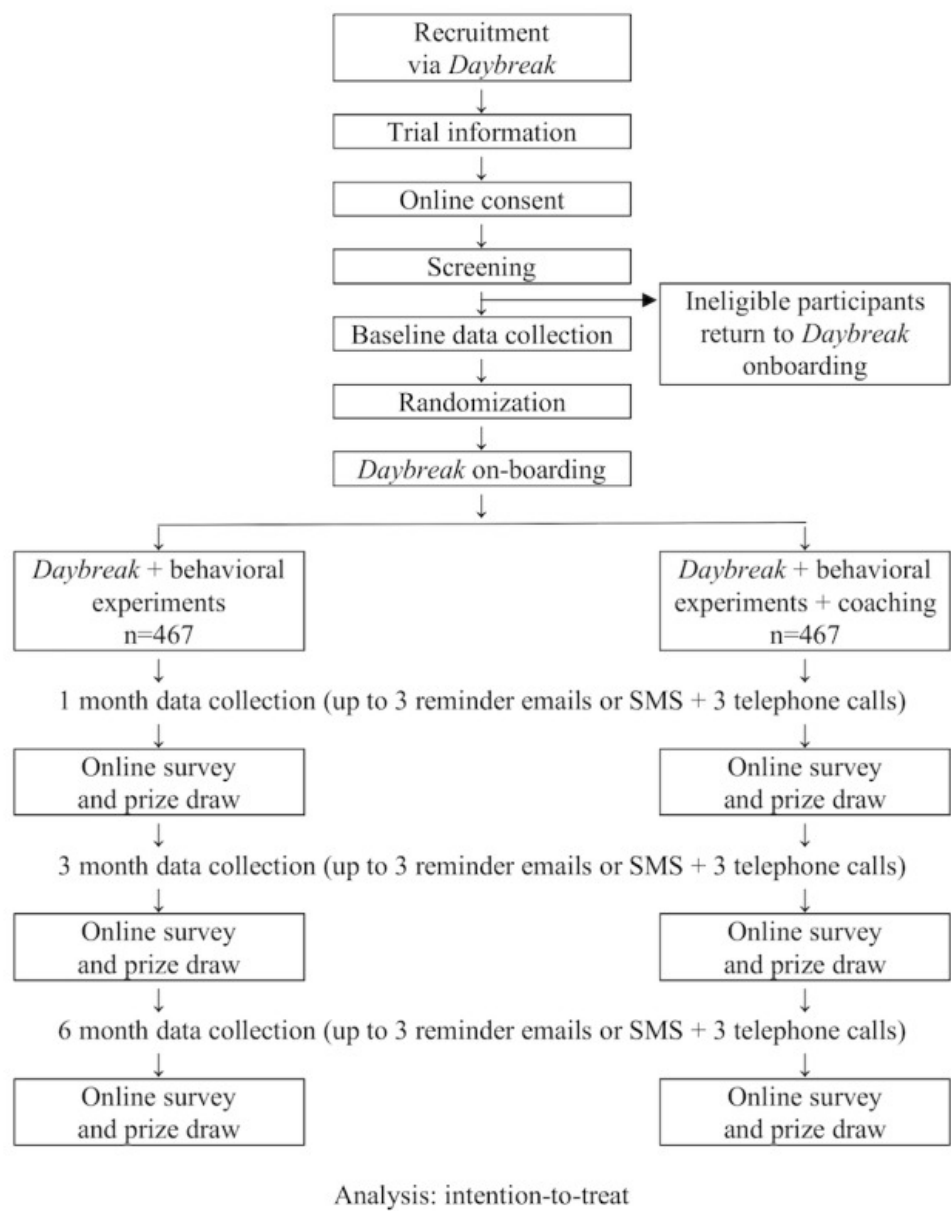 Recruitment
via Daybreak
Trial information
Online consent
Screening
Ineligible participants
return to Daybreak
onboarding
Baseline data collection
Randomization
Daybreak on-boarding
Daybreak + behavioral
experiments
n=467
Daybreak + behavioral
experiments + coaching
n=467
1 month data collection (up to 3 reminder emails or SMS + 3 telephone calls)
Online survey
and prize draw
Online survey
and prize draw
3 month data collection (up to 3 reminder emails or SMS + 3 telephone calls)
Online survey
and prize draw
Online survey
and prize draw
6 month data collection (up to 3 reminder emails or SMS + 3 telephone calls)
Online survey
and prize draw
Online survey
and prize draw
Analysis: intention-to-treat